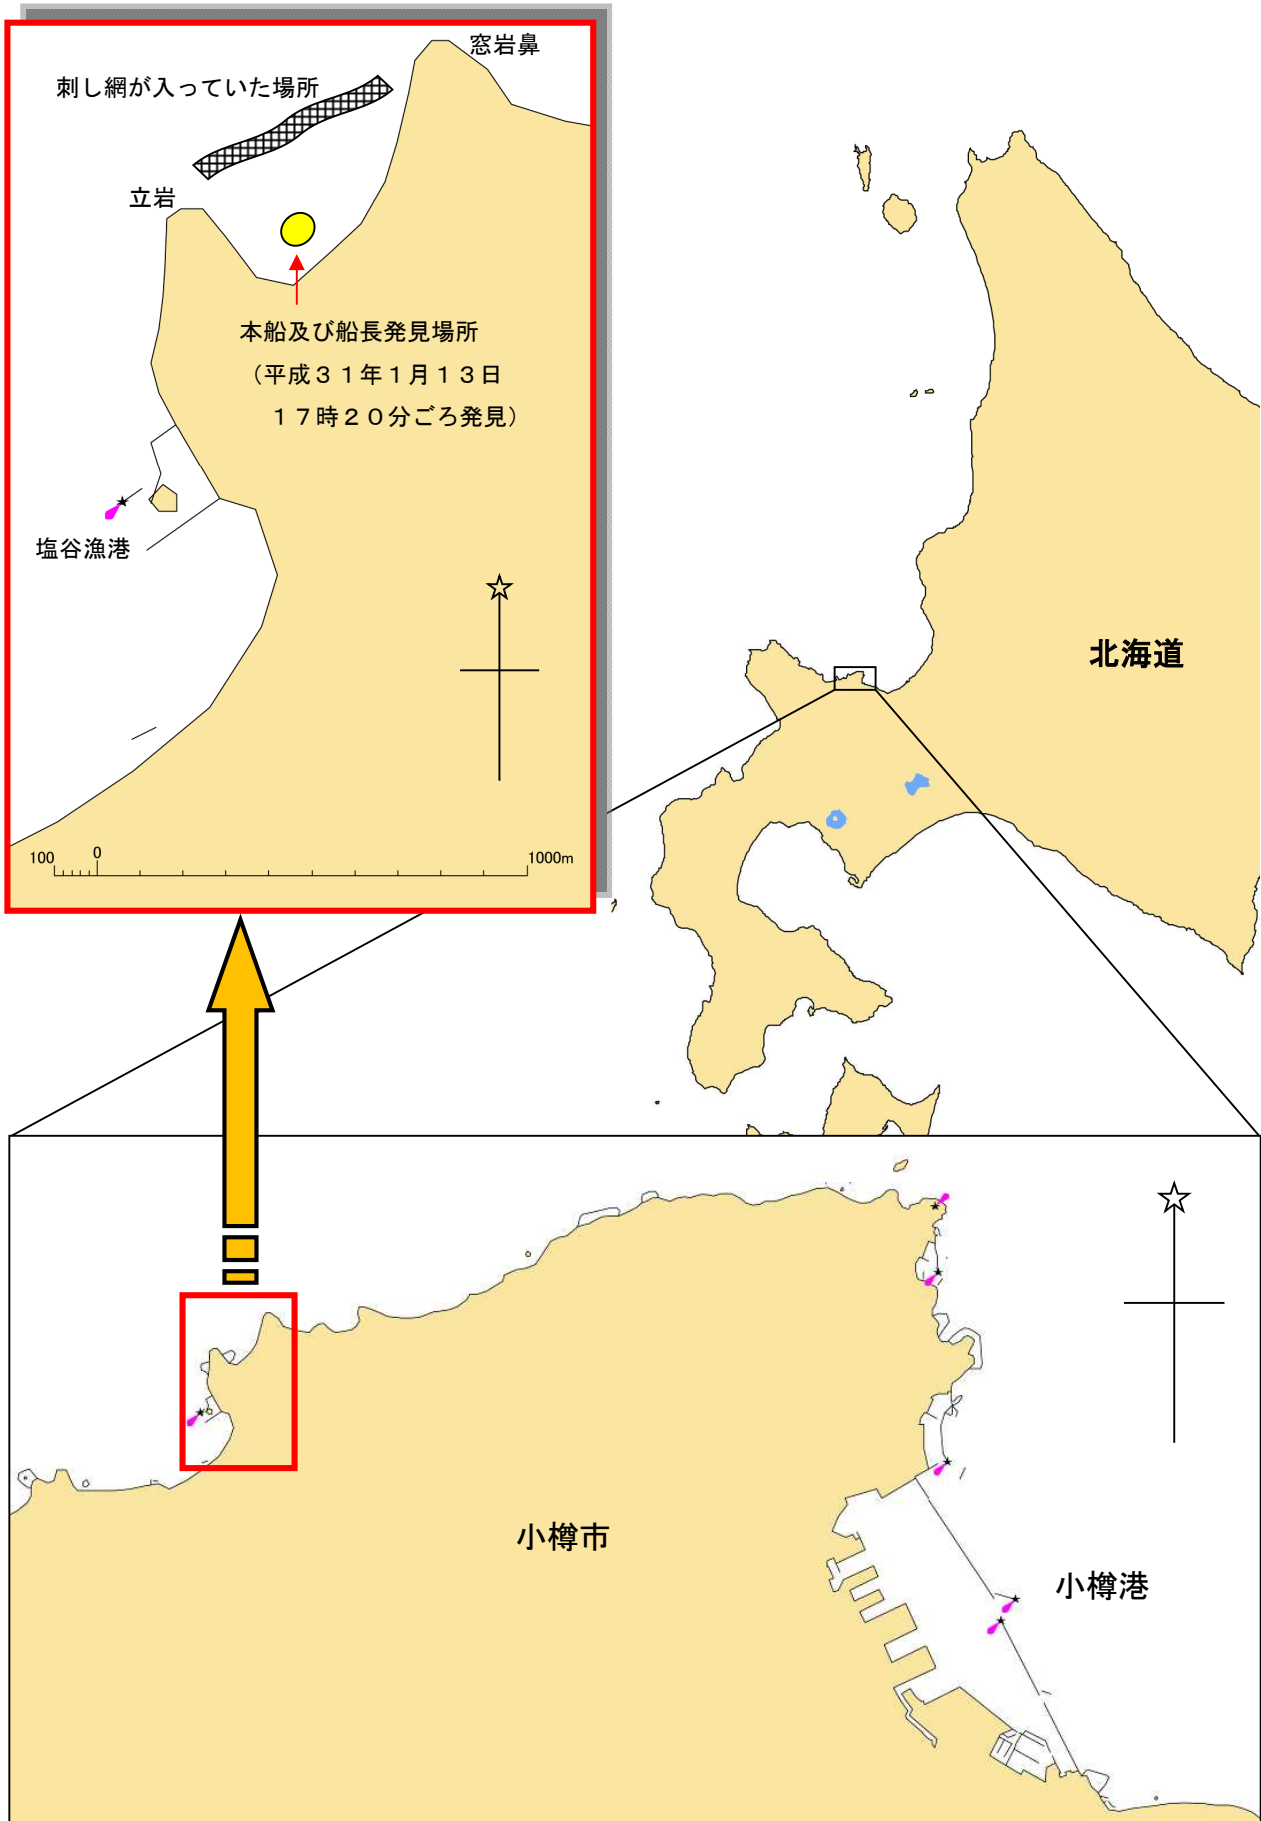 窓岩鼻
刺し網が入っていた場所
立岩
本船及び船長発見場所
（平成３１年１月１３日
１７時２０分ごろ発見）
塩谷漁港
100 0 1000m
北海道
小樽市
小樽港